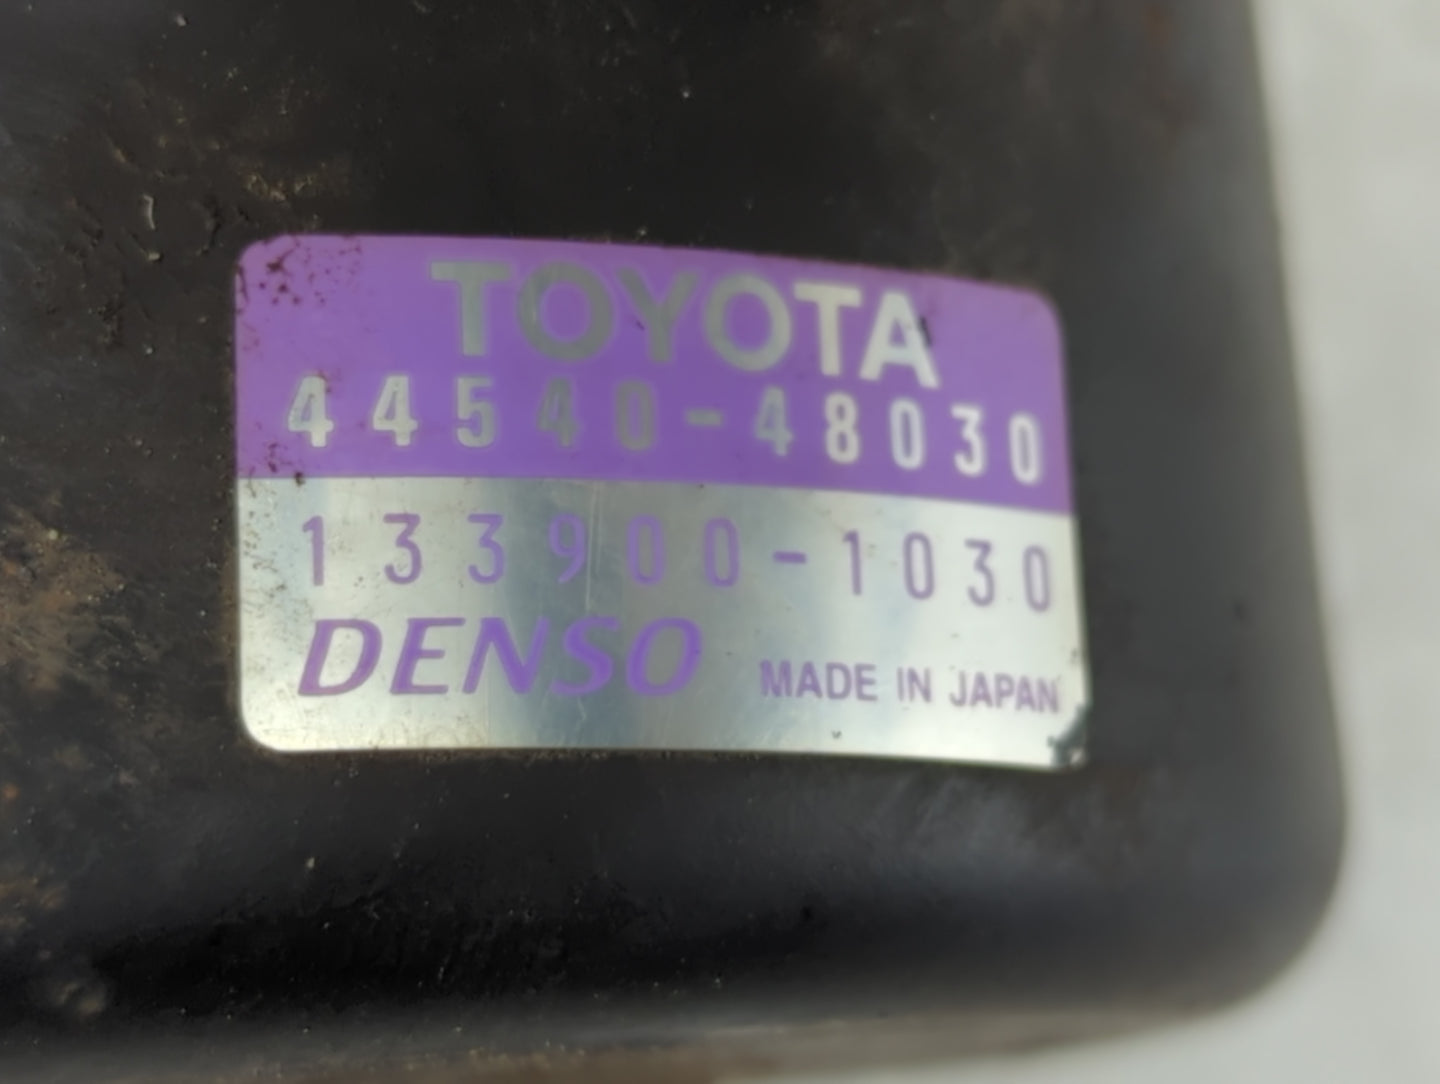 TOYOTA
44540-48030
133900-1030
DENSO MADE IN JAPAN